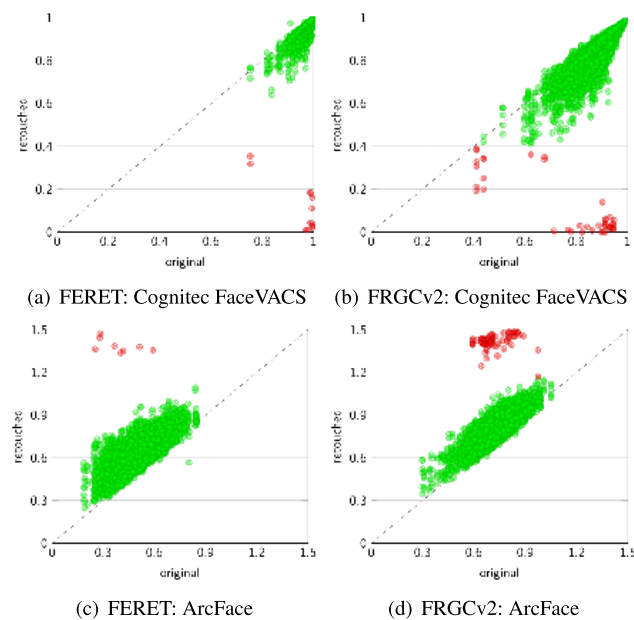 1
0.8
0.6
0.4
0.2
0
0 0.2 0.4 0.6 0.8 1
retouched
original
1
0.8
0.6
0.4
0.2
0
0 0.2 0.4 0.6 0.8 1
retouched
original
(a) FERET: Cognitec FaceVACS
(b) FRGCv2: Cognitec FaceVACS
1.5
1.2
0.9
0.6
0.3
0
0 0.3 0.6 0.9 1.2 1.5
retouched
original
1.5
1.2
0.9
0.6
0.3
0
0 0.3 0.6 0.9 1.2 1.5
retouched
original
(c) FERET: ArcFace
(d) FRGCv2: ArcFace